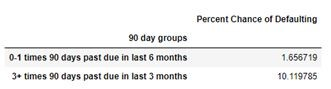 Percent Chance of Defaulting
90 day groups
0-1 times 90 days past due in last 6 months 1.656719
3+ times 90 days past due in last 3 months 10.119785